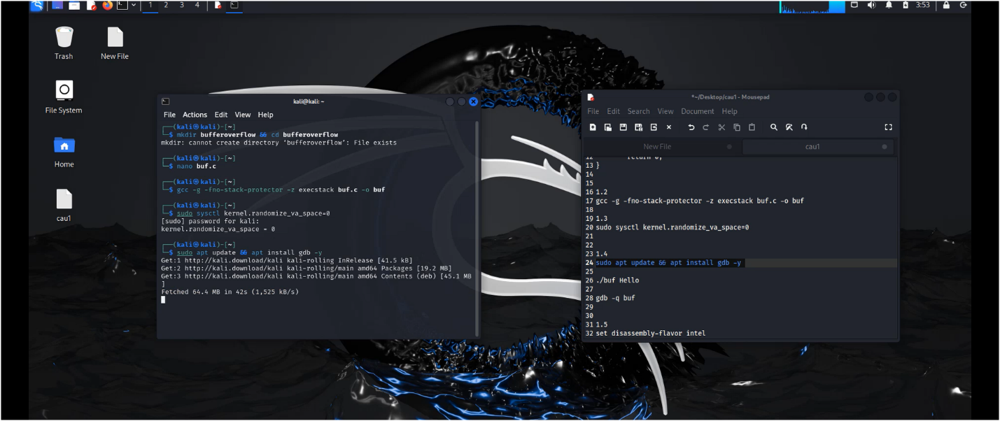 1 2 3 4
3:53
Trash
New File
File System
Home
cau1
kali@kali: ~
File Actions Edit View Help
┌──(kali㉿kali)-[~]
└─$ mkdir bufferoverflow && cd bufferoverflow
mkdir: cannot create directory ‘bufferoverflow’: File exists
┌──(kali㉿kali)-[~]
└─$ nano buf.c
┌──(kali㉿kali)-[~]
└─$ gcc -g -fno-stack-protector -z execstack buf.c -o buf
┌──(kali㉿kali)-[~]
└─$ sudo sysctl kernel.randomize_va_space=0
[sudo] password for kali:
kernel.randomize_va_space = 0
┌──(kali㉿kali)-[~]
└─$ sudo apt update && apt install gdb -y
Get:1 http://kali.download/kali kali-rolling InRelease [41.5 kB]
Get:2 http://kali.download/kali kali-rolling/main amd64 Packages [19.2 MB]
Get:3 http://kali.download/kali kali-rolling/main amd64 Contents (deb) [45.1 MB
]
Fetched 64.4 MB in 42s (1,525 kB/s)
*~/Desktop/cau1 - Mousepad
File Edit Search View Document Help
New File
cau1
12 return 0;
13 }
14
15
16 1.2
17 gcc -g -fno-stack-protector -z execstack buf.c -o buf
18
19 1.3
20 sudo sysctl kernel.randomize_va_space=0
21
22
23 1.4
24 sudo apt update && apt install gdb -y
25
26 ./buf Hello
27
28 gdb -q buf
29
30
31 1.5
32 set disassembly-flavor intel